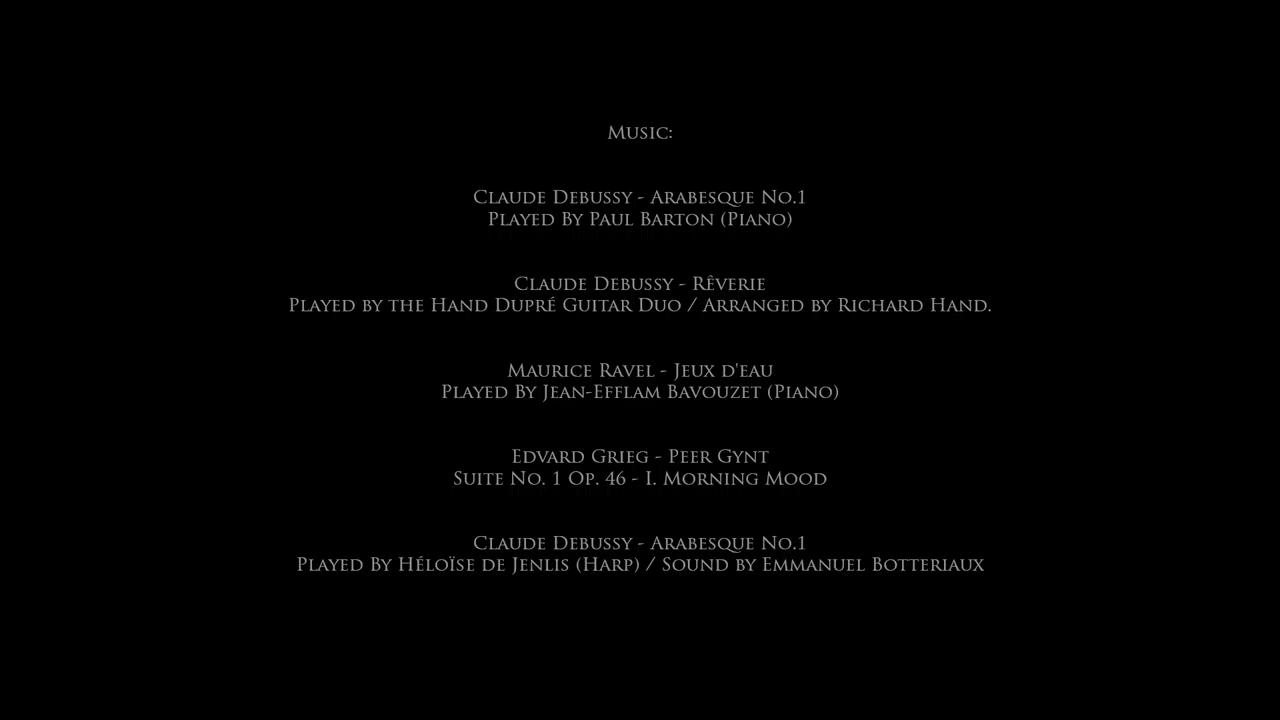 Music:
Claude Debussy - Arabesque No.1
Played By Paul Barton (Piano)
Claude Debussy - Rêverie
Played by the Hand Dupré Guitar Duo / Arranged by Richard Hand.
Maurice Ravel - Jeux d'eau
Played By Jean-Efflam Bavouzet (Piano)
Edvard Grieg - Peer Gynt
Suite No. 1 Op. 46 - I. Morning Mood
Claude Debussy - Arabesque No.1
Played By Héloïse de Jenlis (Harp) / Sound by Emmanuel Botteriaux